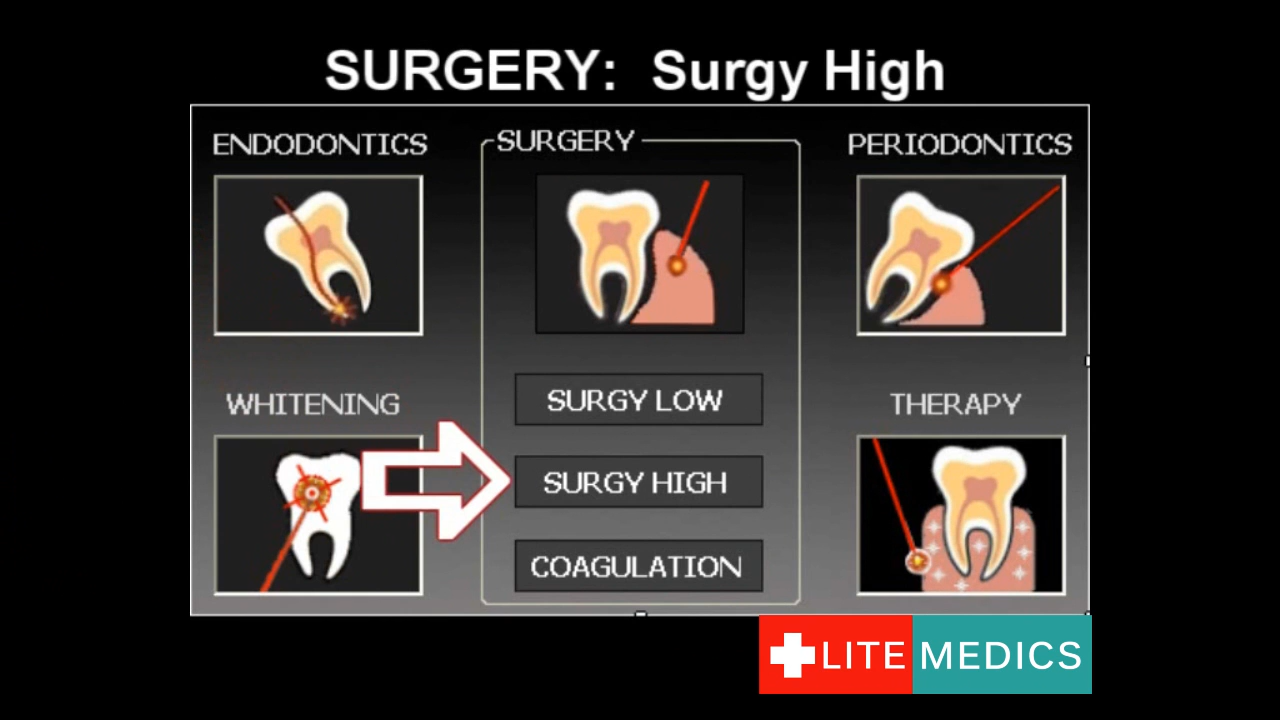 SURGERY: Surgy High
ENDODONTICS
SURGERY
PERIODONTICS
WHITENING
SURGY LOW
THERAPY
SURGY HIGH
COAGULATION
LITE MEDICS